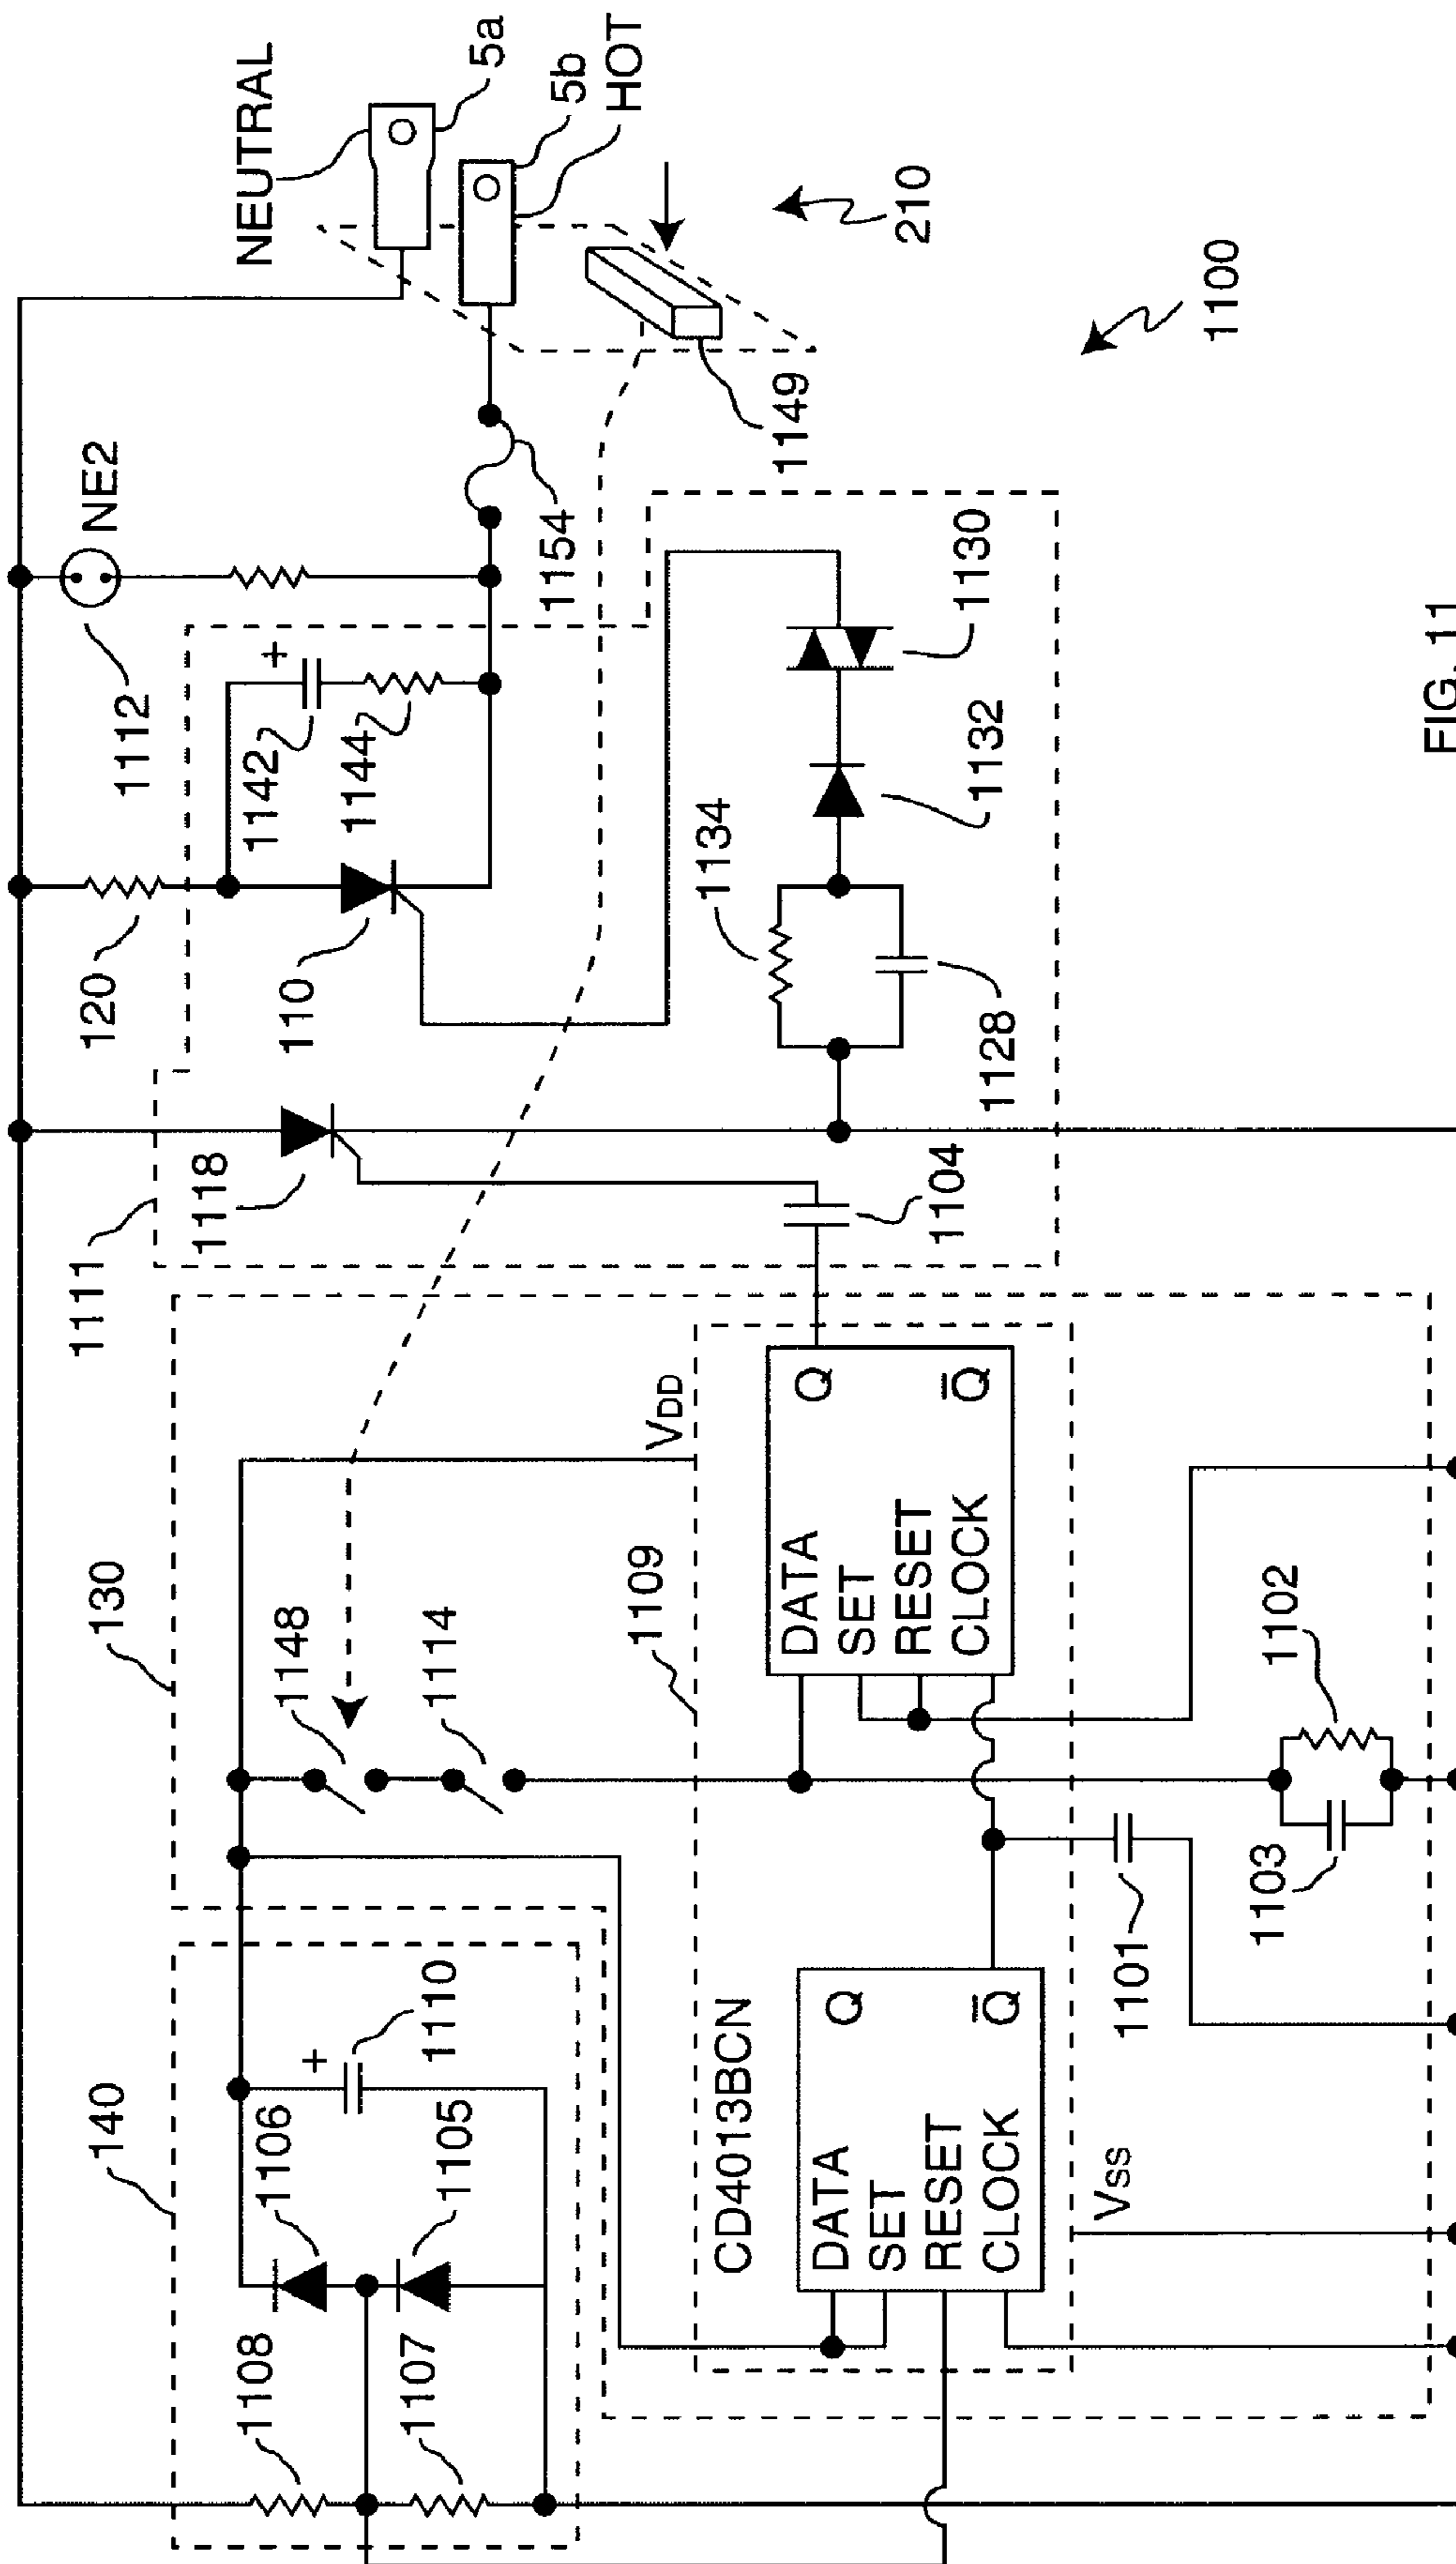 NEUTRAL
5a
5b
HOT
210
1100
NE2
1112
+
1142
1144
1154
1149
120
110
1130
1132
1134
1128
1118
1111
1104
130
1148
1114
VDD
1109
Q
Q̅
DATA
SET
RESET
CLOCK
1102
1103
1101
140
+
1110
1106
1105
1108
1107
CD4013BCN
Q
Q̅
DATA
SET
RESET
CLOCK
VSS
FIG. 11